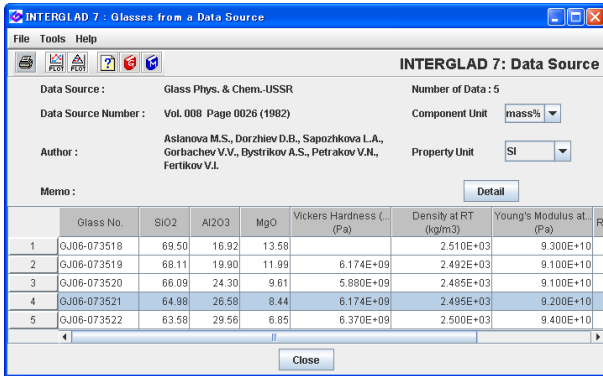 INTERGLAD 7 : Glasses from a Data Source
File Tools Help
PLOT PLOT ? INTERGLAD 7: Data Source
Data Source : Glass Phys. & Chem.-USSR Number of Data : 5
Data Source Number : Vol. 008 Page 0026 (1982) Component Unit mass%
Author : Aslanova M.S., Dorzhiev D.B., Sapozhkova L.A., Gorbachev V.V., Bystrikov A.S., Petrakov V.N., Fertikov V.I. Property Unit SI
Memo : Detail
Glass No. SiO2 Al2O3 MgO Vickers Hardness (... (Pa) Density at RT (kg/m3) Young's Modulus at... (Pa) R
1 GJ06-073518 69.50 16.92 13.58 2.510E+03 9.300E+10
2 GJ06-073519 68.11 19.90 11.99 6.174E+09 2.492E+03 9.100E+10
3 GJ06-073520 66.09 24.30 9.61 5.880E+09 2.485E+03 9.100E+10
4 GJ06-073521 64.98 26.58 8.44 6.174E+09 2.495E+03 9.200E+10
5 GJ06-073522 63.58 29.56 6.85 6.370E+09 2.500E+03 9.400E+10
Close